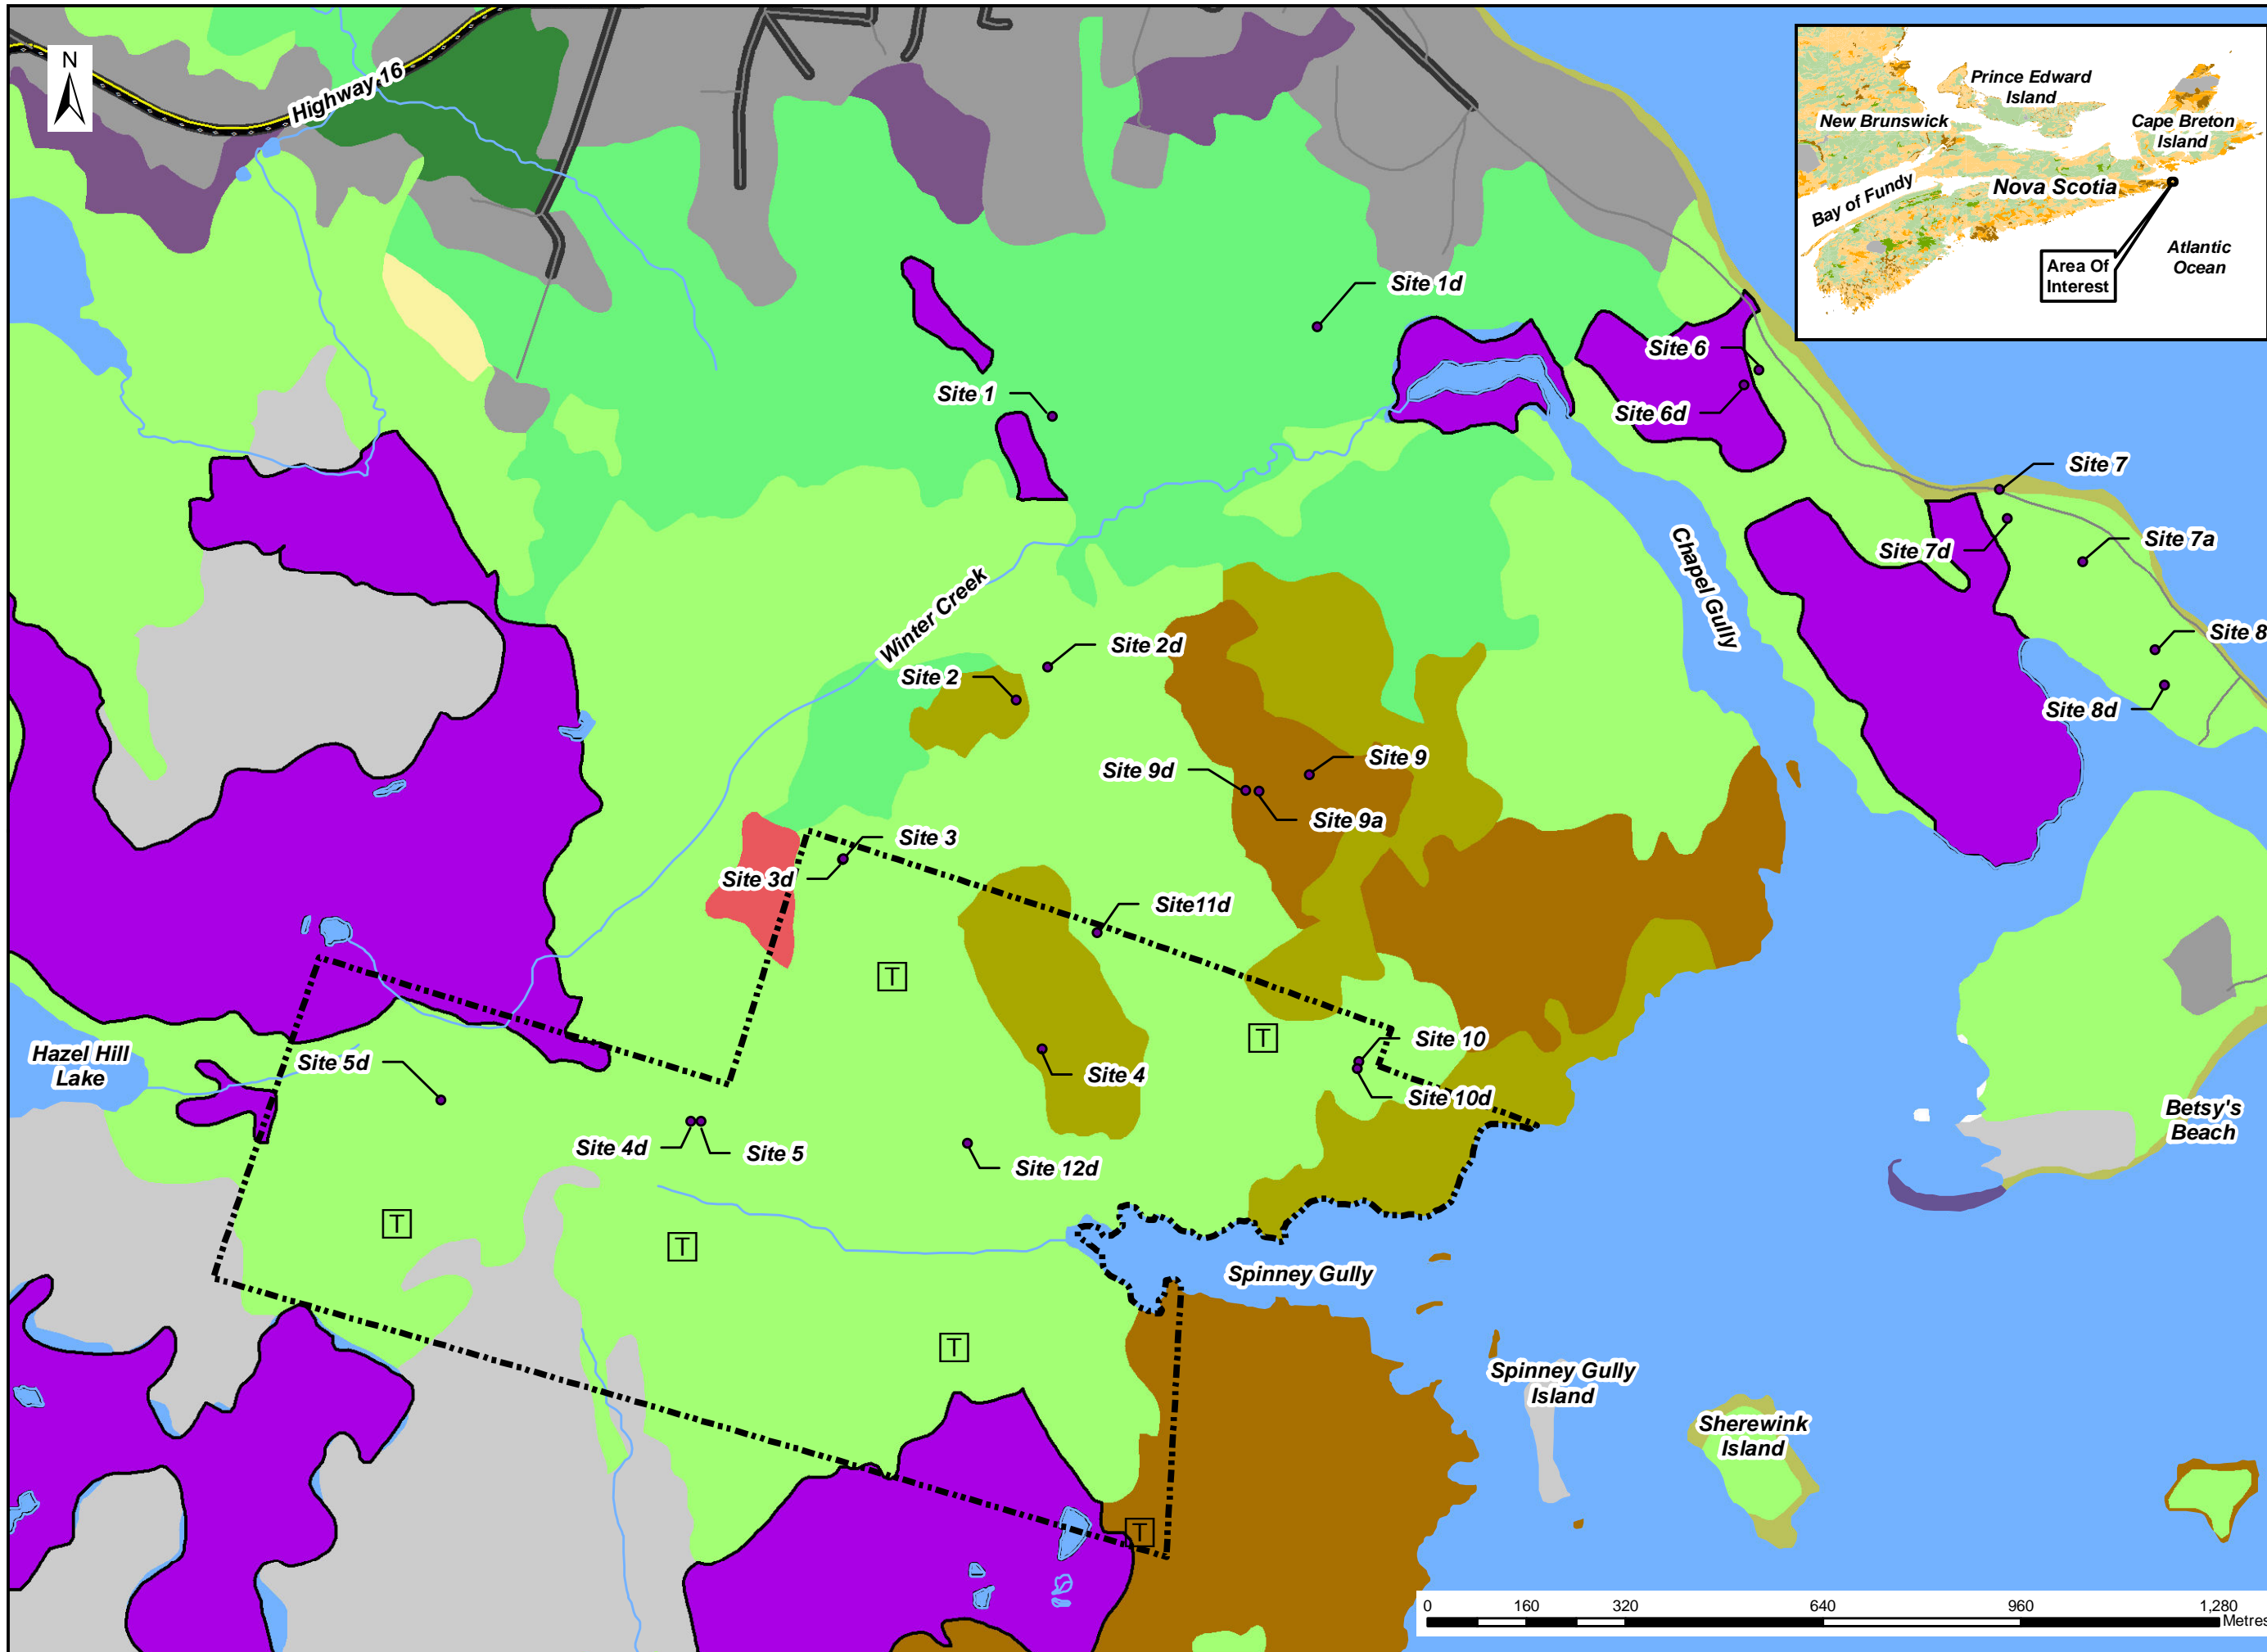 N
Highway 16
Prince Edward
Island
New Brunswick
Cape Breton
Island
Nova Scotia
Bay of Fundy
Atlantic
Ocean
Area Of
Interest
Site 1d
Site 6
Site 1
Site 6d
Site 7
Site 7d
Site 7a
Chapel Gully
Winter Creek
Site 2d
Site 8
Site 2
Site 8d
Site 9d
Site 9
Site 9a
Site 3
Site 3d
Site11d
T
T
Hazel Hill
Lake
Site 5d
Site 10
Site 4
Site 10d
Betsy's
Beach
Site 4d
Site 5
Site 12d
T
T
Spinney Gully
T
Spinney Gully
Island
Sherewink
Island
T
0 160 320 640 960 1,280
Metres